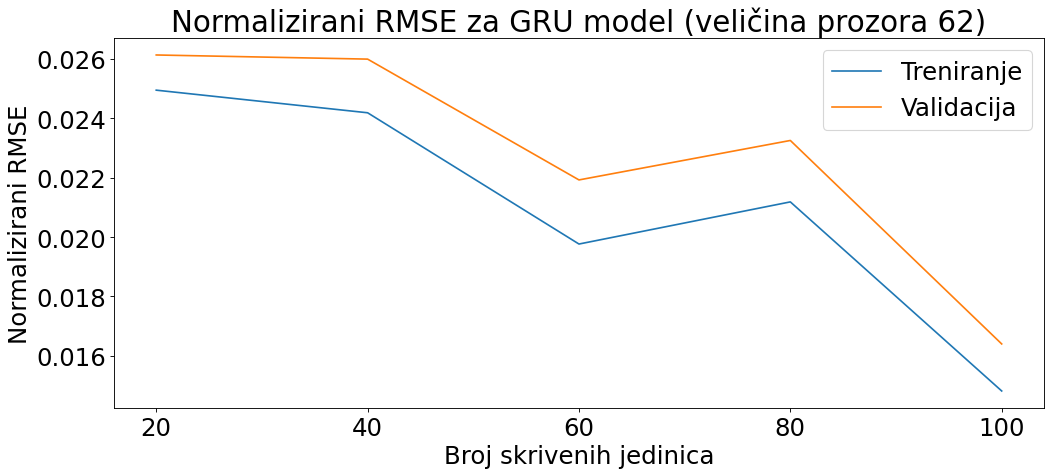 Normalizirani RMSE za GRU model (veličina prozora 62)
Normalizirani RMSE
0.026
0.024
0.022
0.020
0.018
0.016
Treniranje
Validacija
20 40 60 80 100
Broj skrivenih jedinica